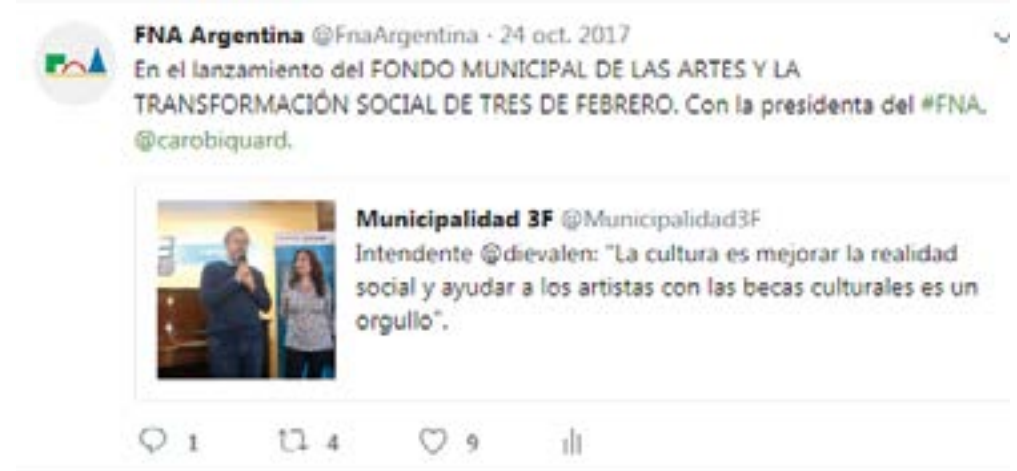 FNA Argentina @FnaArgentina · 24 oct. 2017
En el lanzamiento del FONDO MUNICIPAL DE LAS ARTES Y LA
TRANSFORMACIÓN SOCIAL DE TRES DE FEBRERO. Con la presidenta del #FNA.
@carobiquard.
Municipalidad 3F @Municipalidad3F
Intendente @dievalen: "La cultura es mejorar la realidad
social y ayudar a los artistas con las becas culturales es un
orgullo".
1 4 9